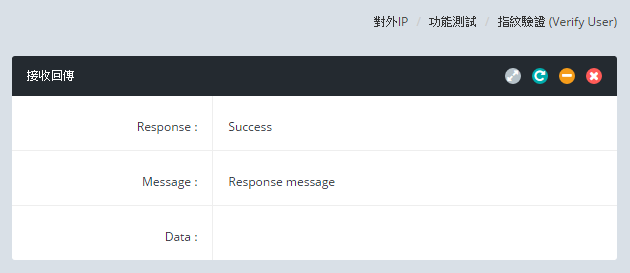 對外IP / 功能測試 / 指紋驗證 (Verify User)
接收回傳
Response : Success
Message : Response message
Data :